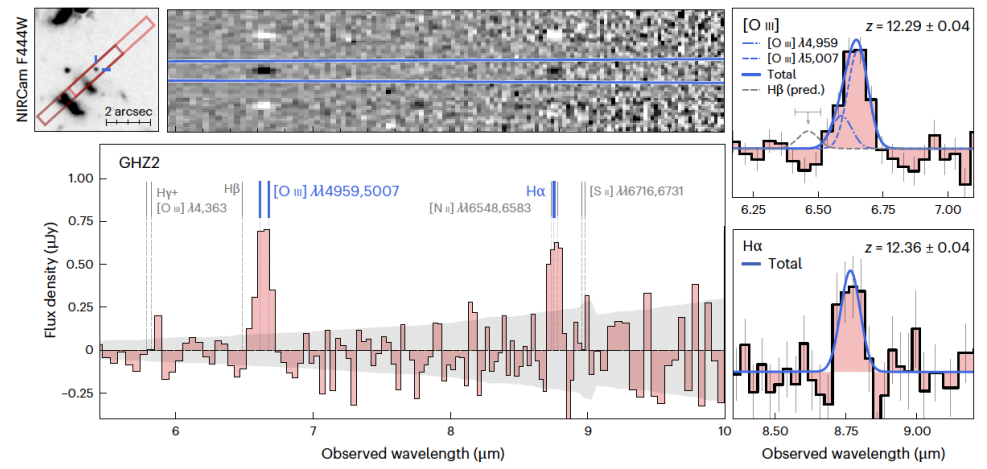 NIRCam F444W
2 arcsec
GHZ2
Hγ+
[O III] λ4,363
Hβ
[O III] λλ4959,5007
Hα
[N II] λλ6548,6583
[S II] λλ6716,6731
1.00
0.75
0.50
0.25
0
−0.25
Flux density (μJy)
6
7
8
9
10
Observed wavelength (μm)
[O III]
z = 12.29 ± 0.04
[O III] λ4,959
[O III] λ5,007
Total
Hβ (pred.)
6.25
6.50
6.75
7.00
Hα
z = 12.36 ± 0.04
Total
8.50
8.75
9.00
Observed wavelength (μm)